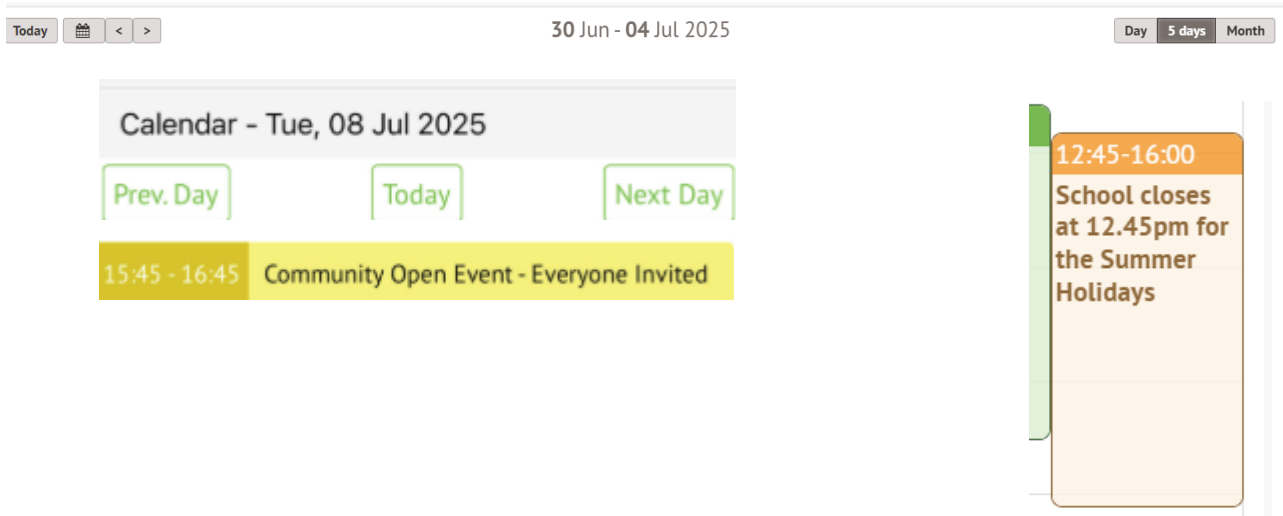 Today < > 30 Jun - 04 Jul 2025 Day 5 days Month
Calendar - Tue, 08 Jul 2025
Prev. Day Today Next Day
15:45 - 16:45 Community Open Event - Everyone Invited
12:45-16:00
School closes
at 12.45pm for
the Summer
Holidays